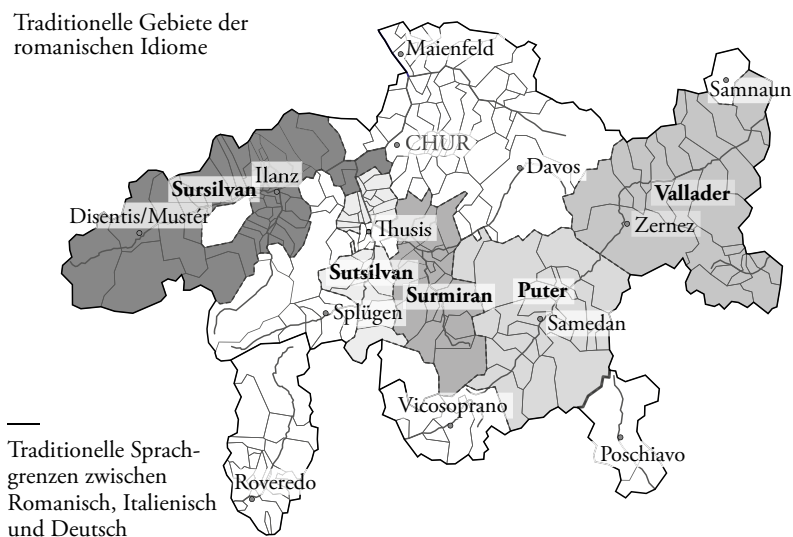 Traditionelle Gebiete der
romanischen Idiome
Maienfeld
Samnaun
CHUR
Davos
Ilanz
Sursilvan
Vallader
Disentis/Mustér
Zernez
Thusis
Sutsilvan
Surmiran
Puter
Splügen
Samedan
Vicosoprano
Traditionelle Sprach-
grenzen zwischen
Romanisch, Italienisch
und Deutsch
Poschiavo
Roveredo